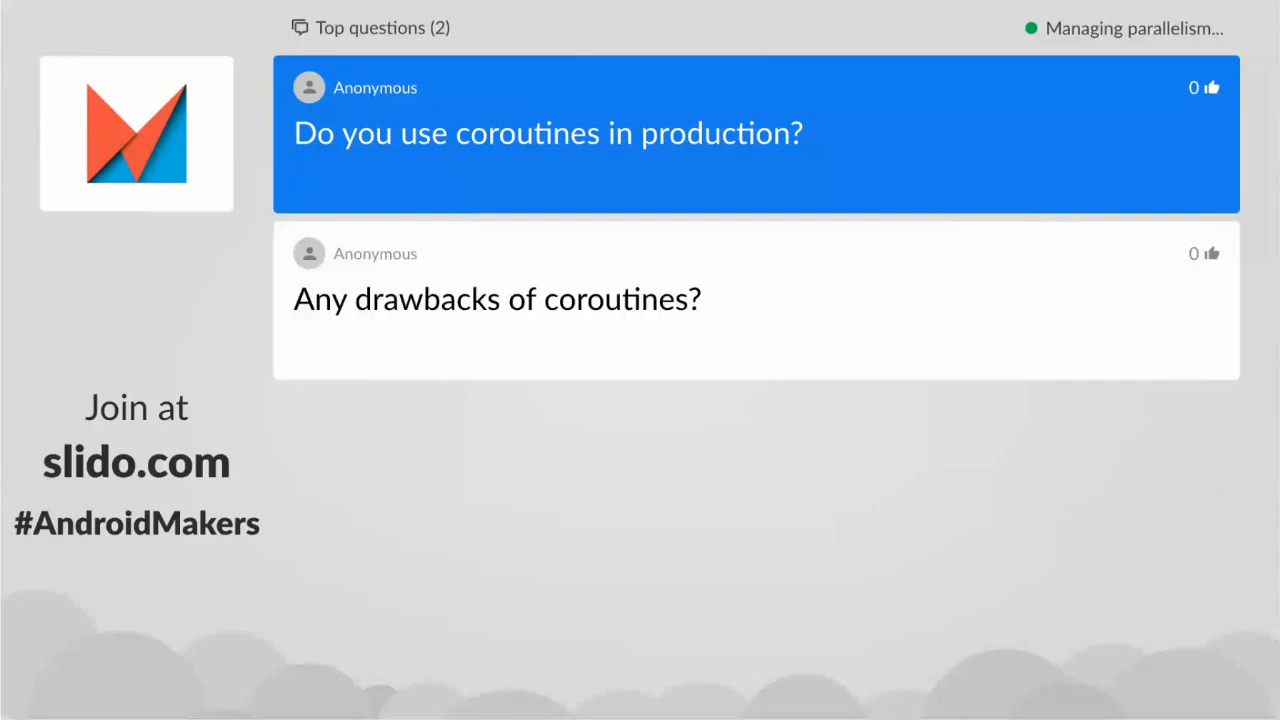 Top questions (2)
Managing parallelism...
Anonymous
0
Do you use coroutines in production?
Anonymous
0
Any drawbacks of coroutines?
Join at
slido.com
#AndroidMakers